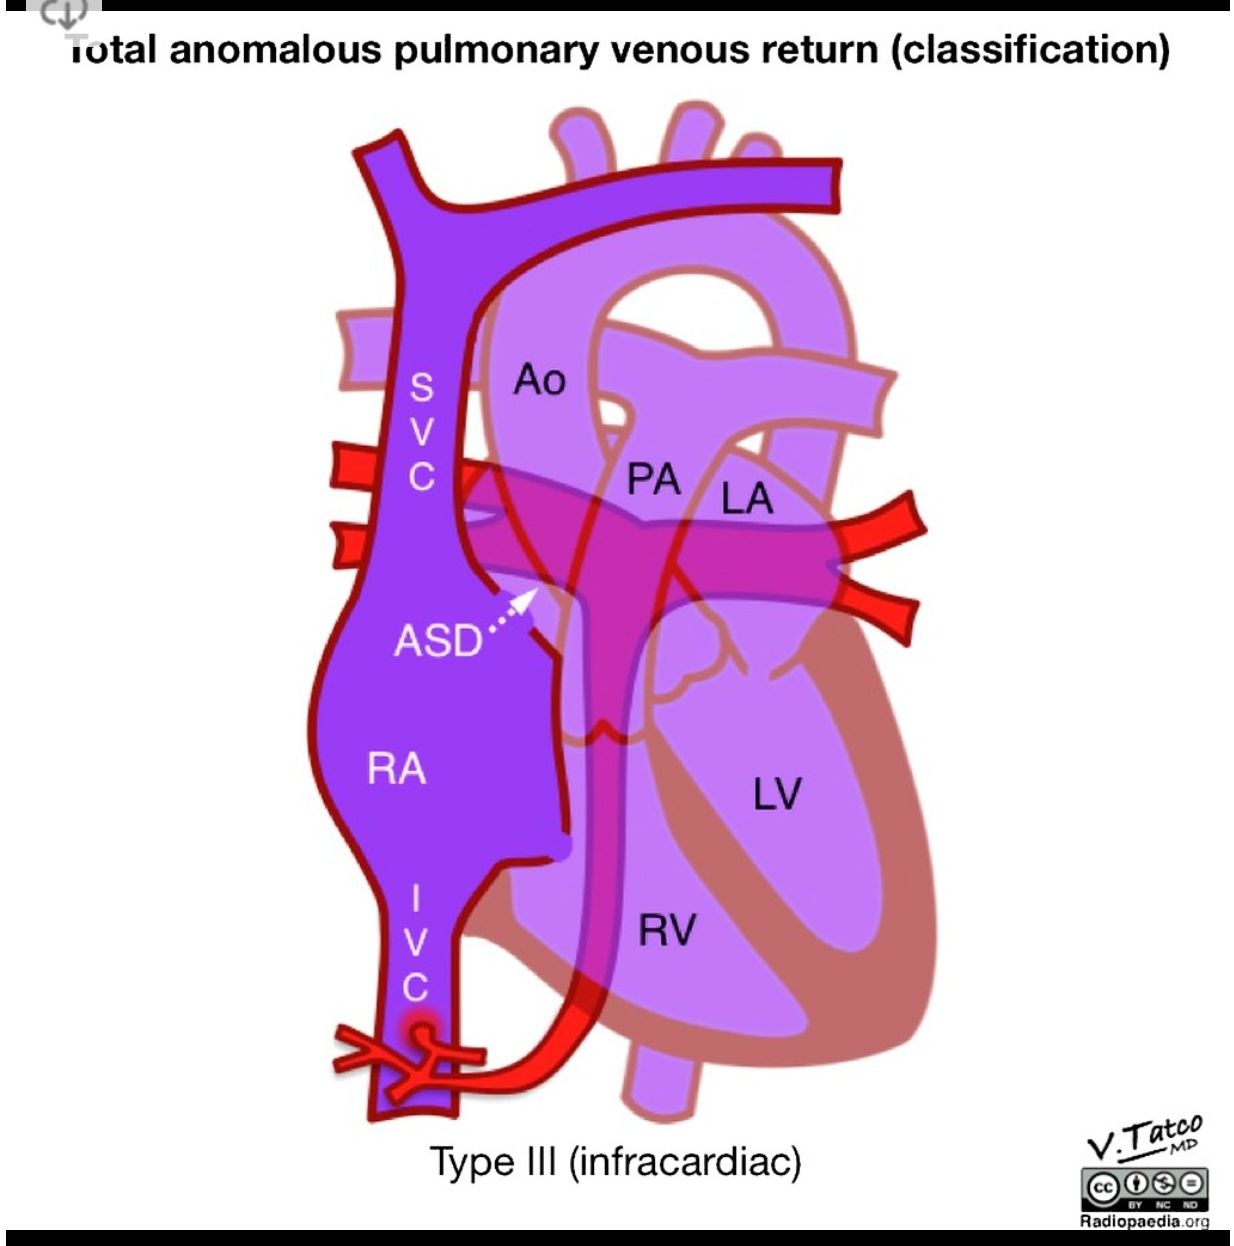 Total anomalous pulmonary venous return (classification)
Ao
S
V
C
PA
LA
ASD
RA
LV
I
V
C
RV
Type III (infracardiac)
V. Tatco
MD
cc
BY NC ND
Radiopaedia.org